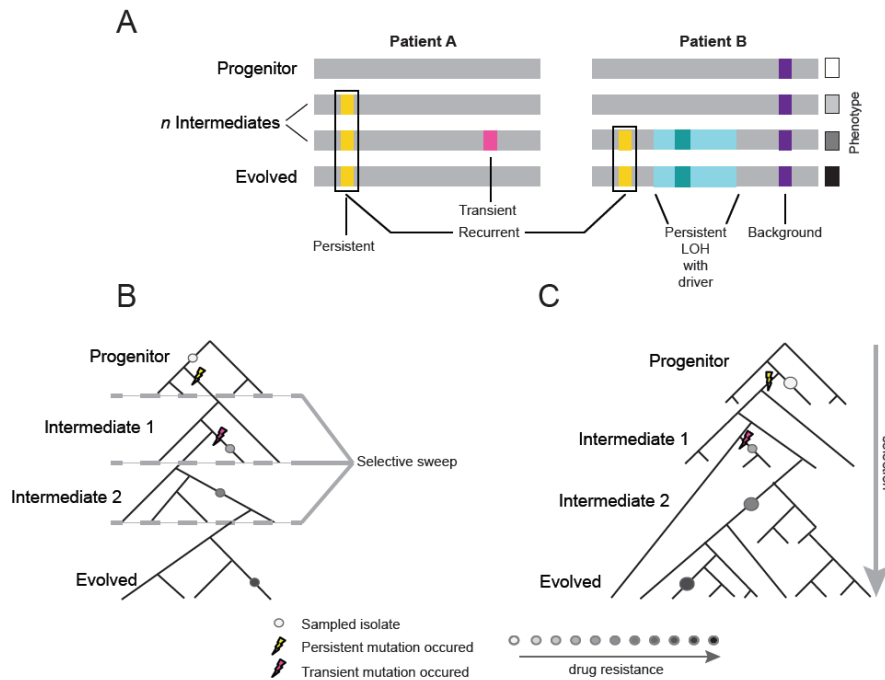 A
Patient A
Patient B
Progenitor
n Intermediates
Evolved
Phenotype
Transient
Persistent
Recurrent
Persistent
LOH
with
driver
Background
B
Progenitor
Intermediate 1
Intermediate 2
Evolved
Selective sweep
C
Progenitor
Intermediate 1
Intermediate 2
Evolved
Sampled isolate
Persistent mutation occured
Transient mutation occured
drug resistance